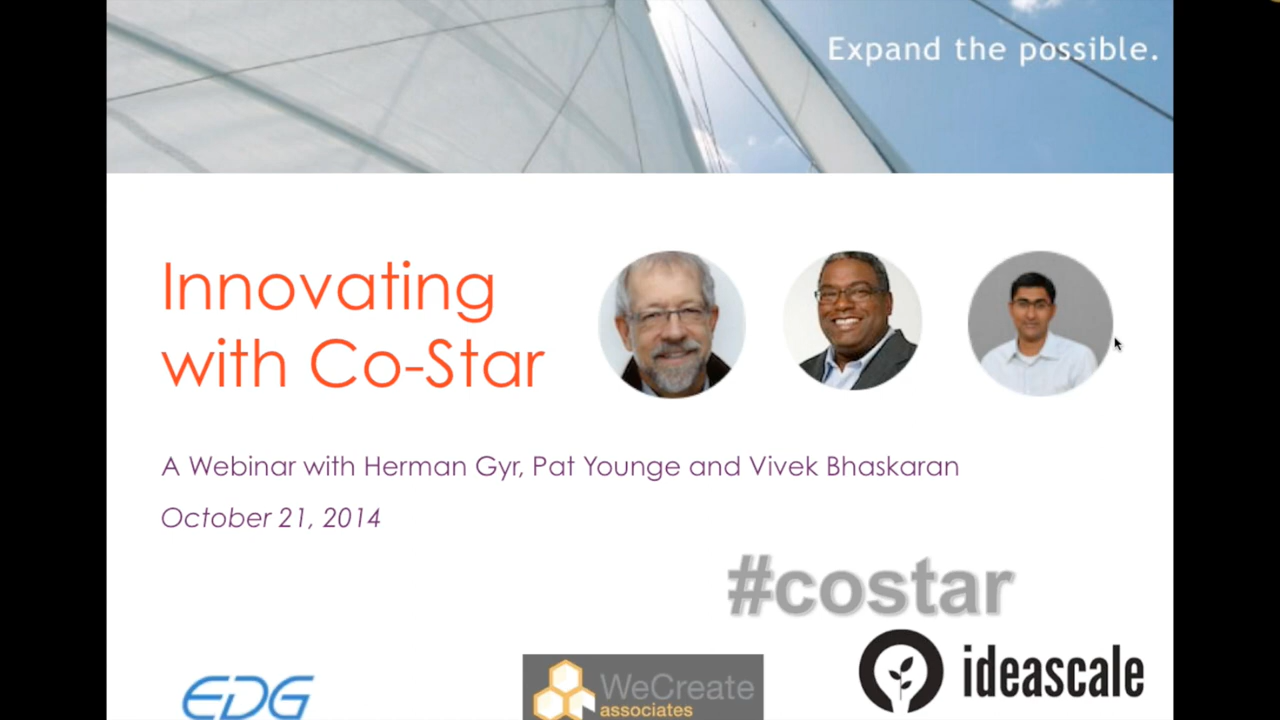 Expand the possible.
Innovating
with Co-Star
A Webinar with Herman Gyr, Pat Younge and Vivek Bhaskaran
October 21, 2014
#costar
EDG
WeCreate
associates
ideascale